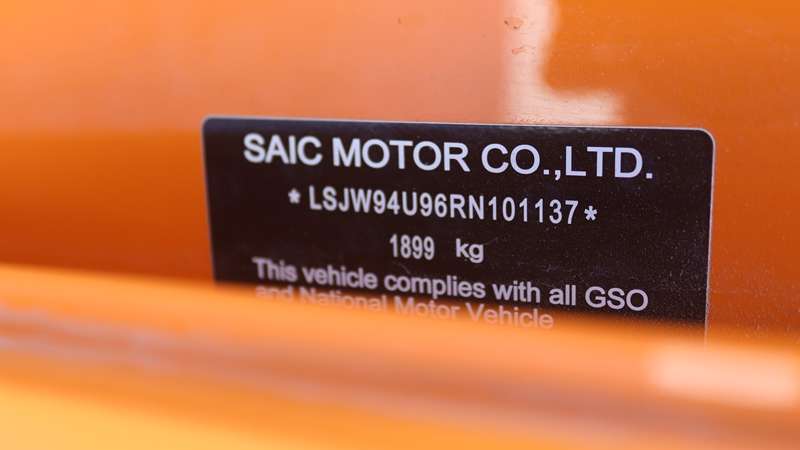 SAIC MOTOR CO.,LTD.
*LSJW94U96RN101137*
1899 kg
This vehicle complies with all GSO
and National Motor Vehicle